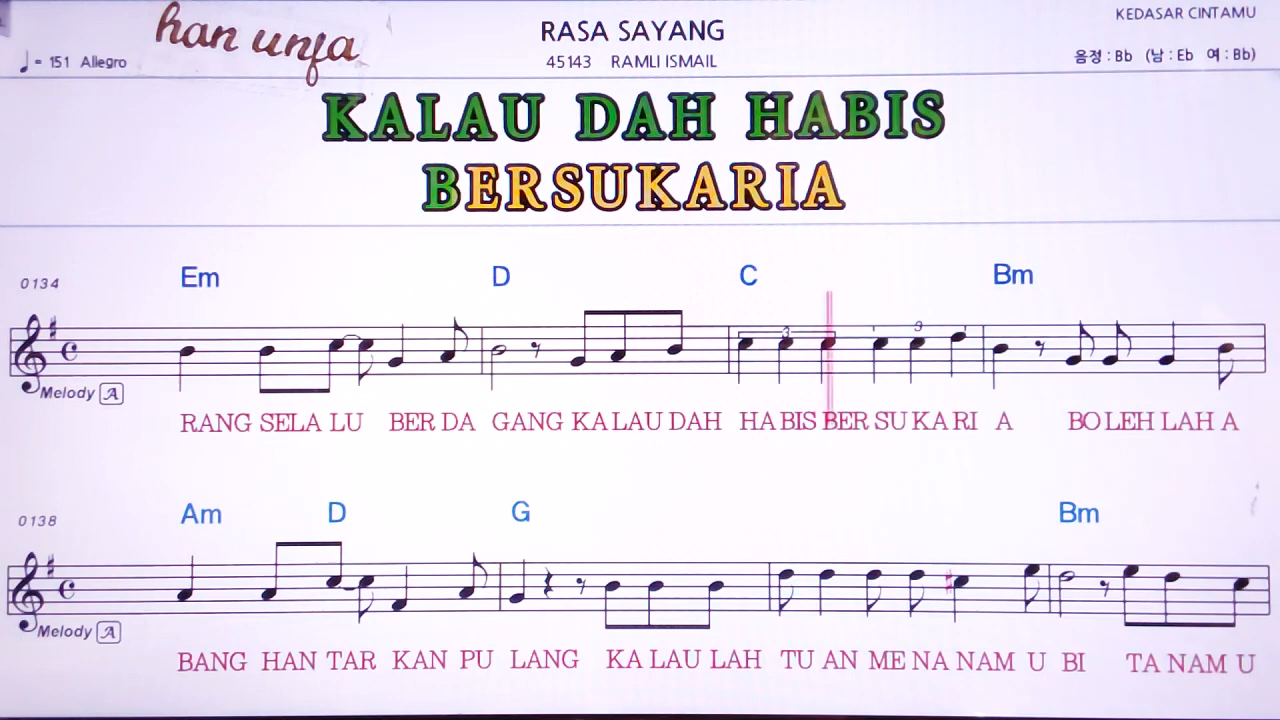 han unfa
RASA SAYANG
KEDASAR CINTAMU
♩ = 151 Allegro
45143 RAMLI ISMAIL
음정 : Bb (남 : Eb 여 : Bb)
KALAU DAH HABIS
BERSUKARIA
0134 Em D C Bm
3 3
Melody A
RANG SELA LU BER DA GANG KA LAU DAH HA BIS BER SU KA RI A BO LEH LAH A
0138 Am D G Bm
Melody A
BANG HAN TAR KAN PU LANG KA LAU LAH TU AN ME NA NAM U BI TA NAM U